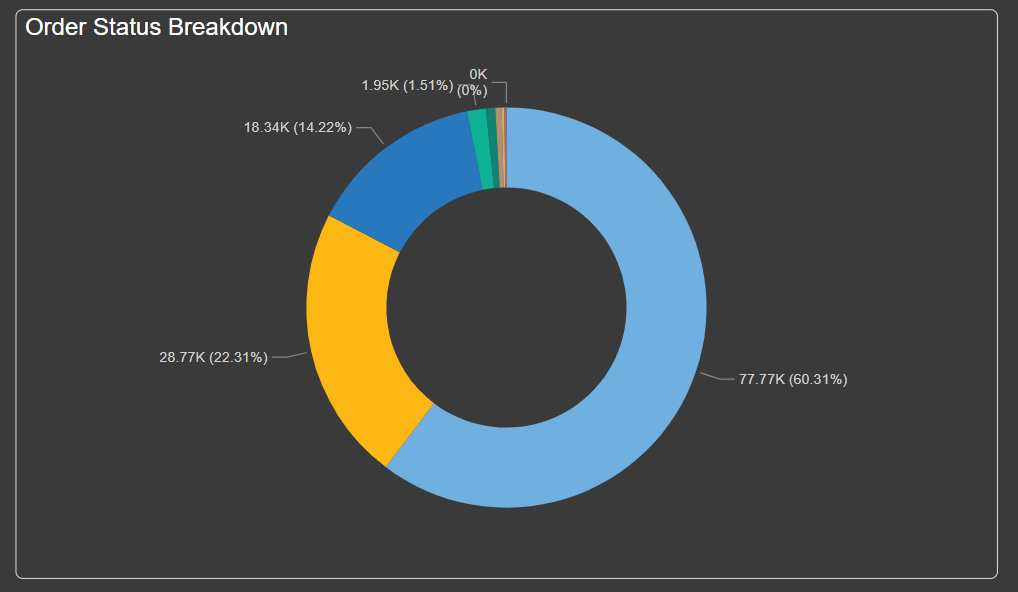 Order Status Breakdown
0K
(0%)
1.95K (1.51%)
18.34K (14.22%)
28.77K (22.31%)
77.77K (60.31%)